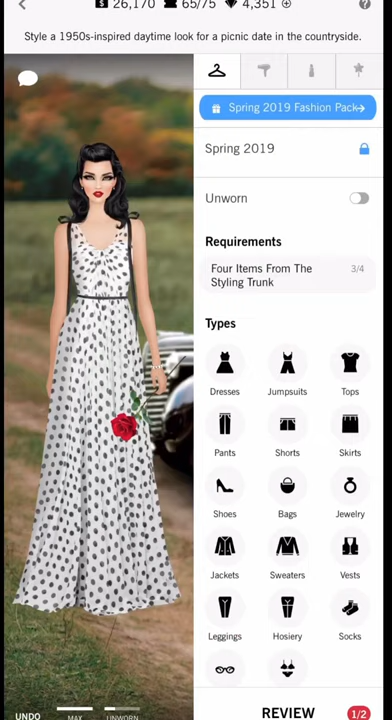 $ 26,170 65/75 4,351
?
Style a 1950s-inspired daytime look for a picnic date in the countryside.
Spring 2019 Fashion Pack
Spring 2019
Unworn
Requirements
Four Items From The
Styling Trunk
3/4
Types
Dresses Jumpsuits Tops
Pants Shorts Skirts
Shoes Bags Jewelry
Jackets Sweaters Vests
Leggings Hosiery Socks
UNDO MAX UNWORN
REVIEW 1/2